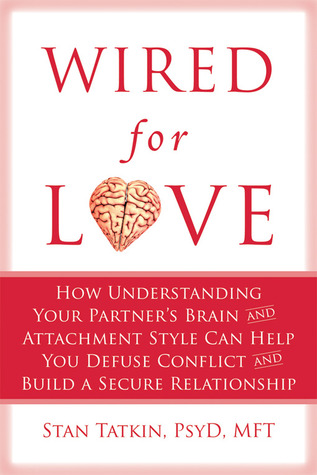 WIRED
for
LOVE
HOW UNDERSTANDING
YOUR PARTNER'S BRAIN AND
ATTACHMENT STYLE CAN HELP
YOU DEFUSE CONFLICT AND
BUILD A SECURE RELATIONSHIP
STAN TATKIN, PSYD, MFT